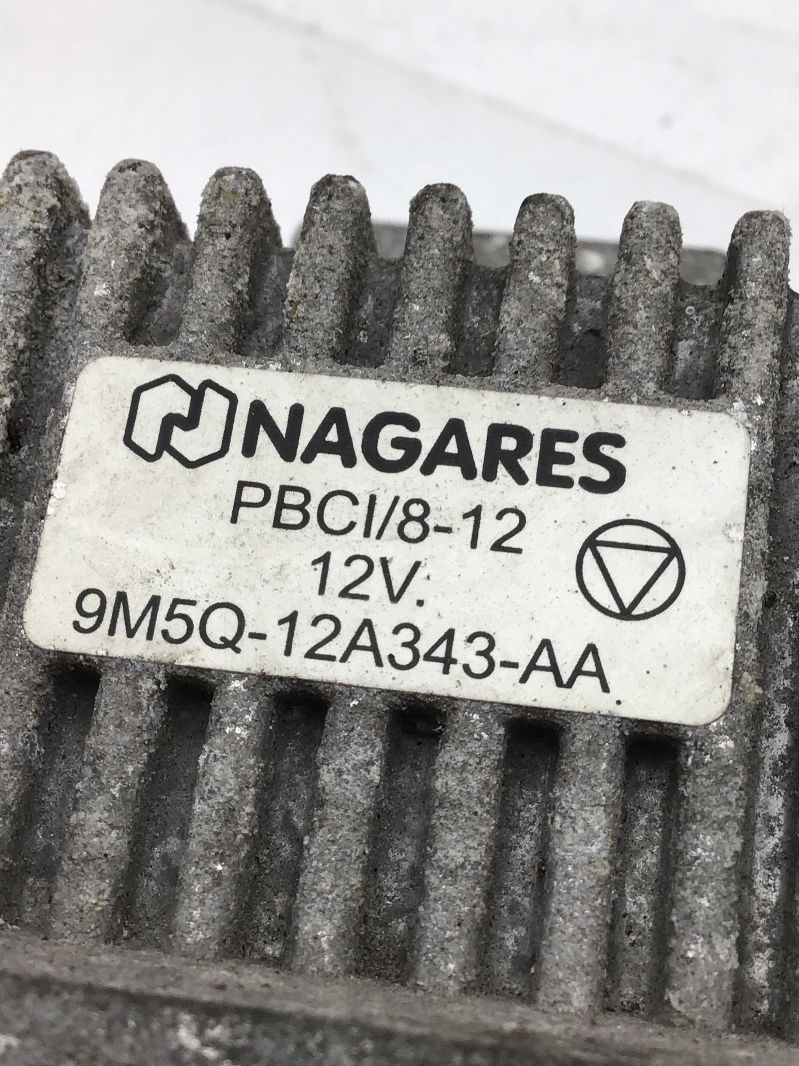 NAGARES
PBCI/8-12
12V.
9M5Q-12A343-AA